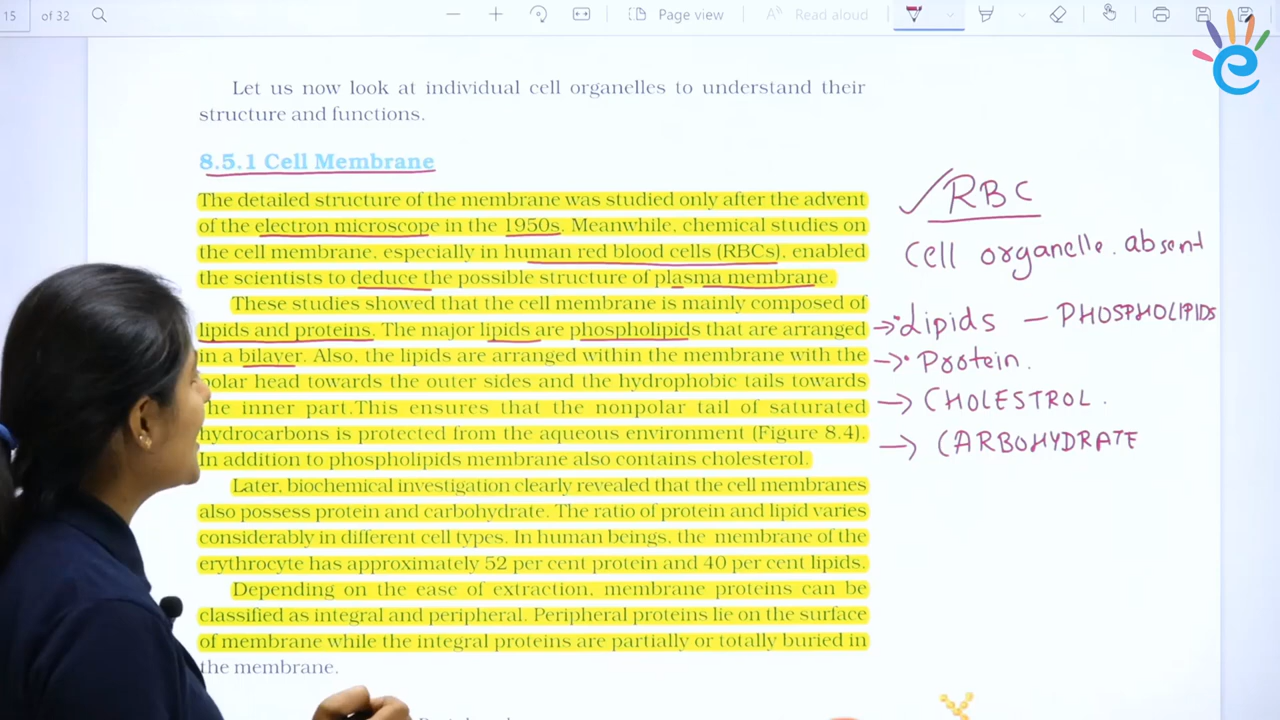 15 of 32 Page view Read aloud
Let us now look at individual cell organelles to understand their
structure and functions.
8.5.1 Cell Membrane
The detailed structure of the membrane was studied only after the advent
of the electron microscope in the 1950s. Meanwhile, chemical studies on
the cell membrane, especially in human red blood cells (RBCs), enabled
the scientists to deduce the possible structure of plasma membrane.
These studies showed that the cell membrane is mainly composed of
lipids and proteins. The major lipids are phospholipids that are arranged
in a bilayer. Also, the lipids are arranged within the membrane with the
polar head towards the outer sides and the hydrophobic tails towards
the inner part.This ensures that the nonpolar tail of saturated
hydrocarbons is protected from the aqueous environment (Figure 8.4).
In addition to phospholipids membrane also contains cholesterol.
Later, biochemical investigation clearly revealed that the cell membranes
also possess protein and carbohydrate. The ratio of protein and lipid varies
considerably in different cell types. In human beings, the membrane of the
erythrocyte has approximately 52 per cent protein and 40 per cent lipids.
Depending on the ease of extraction, membrane proteins can be
classified as integral and peripheral. Peripheral proteins lie on the surface
of membrane while the integral proteins are partially or totally buried in
the membrane.
RBC
Cell organelle absent
Lipids — PHOSPHOLIPIDS
Protein.
CHOLESTROL.
CARBOHYDRATE